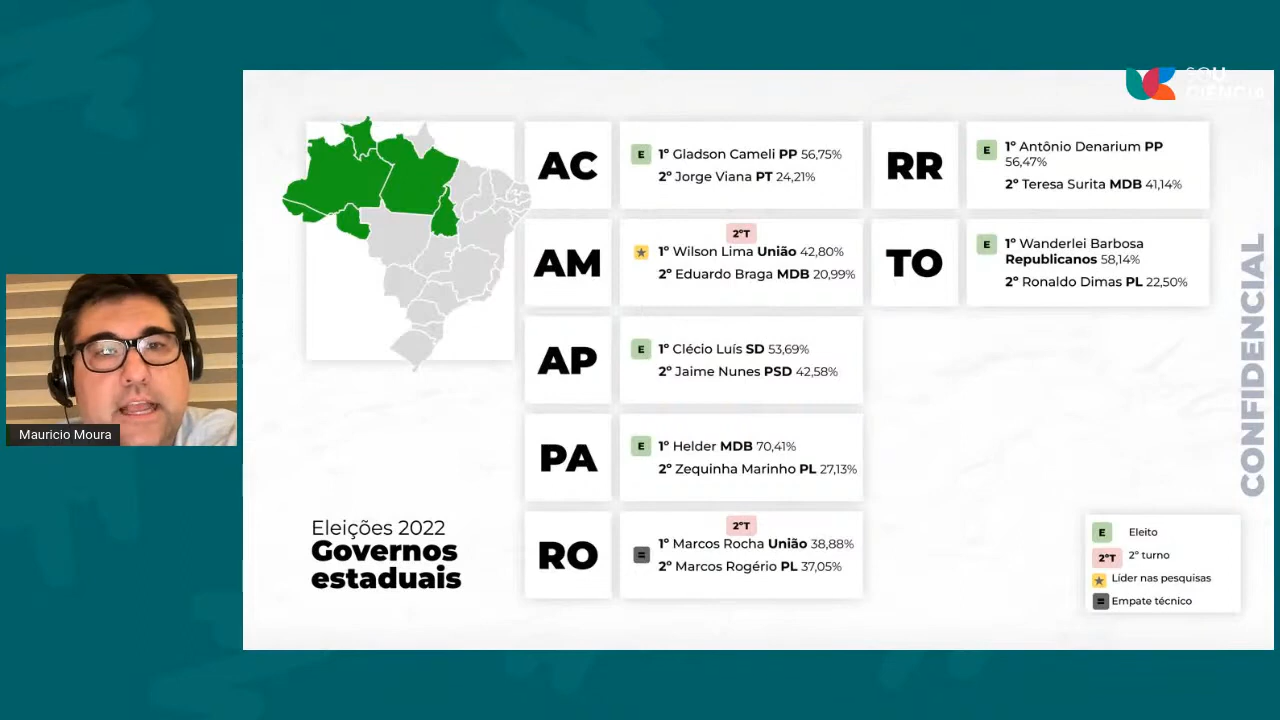 SOU
CIÊNCIA
AC
E
1º Gladson Cameli PP 56,75%
2º Jorge Viana PT 24,21%
RR
E
1º Antônio Denarium PP
56,47%
2º Teresa Surita MDB 41,14%
AM
2ºT
1º Wilson Lima União 42,80%
2º Eduardo Braga MDB 20,99%
TO
E
1º Wanderlei Barbosa
Republicanos 58,14%
2º Ronaldo Dimas PL 22,50%
AP
E
1º Clécio Luís SD 53,69%
2º Jaime Nunes PSD 42,58%
PA
E
1º Helder MDB 70,41%
2º Zequinha Marinho PL 27,13%
RO
2ºT
=
1º Marcos Rocha União 38,88%
2º Marcos Rogério PL 37,05%
Eleições 2022
Governos
estaduais
E Eleito
2ºT 2º turno
Líder nas pesquisas
= Empate técnico
CONFIDENCIAL
Mauricio Moura